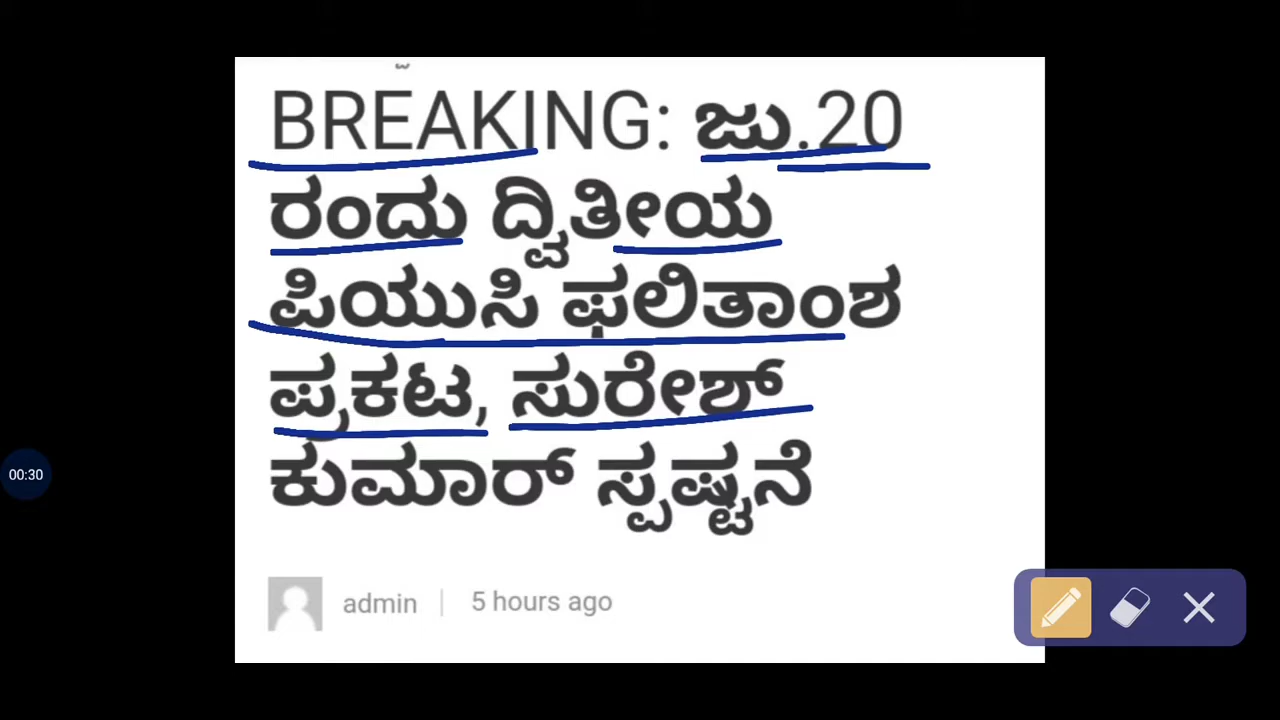 BREAKING: ಜು.20
ರಂದು ದ್ವಿತೀಯ
ಪಿಯುಸಿ ಫಲಿತಾಂಶ
ಪ್ರಕಟ, ಸುರೇಶ್
ಕುಮಾರ್ ಸ್ಪಷ್ಟನೆ
admin | 5 hours ago
00:30